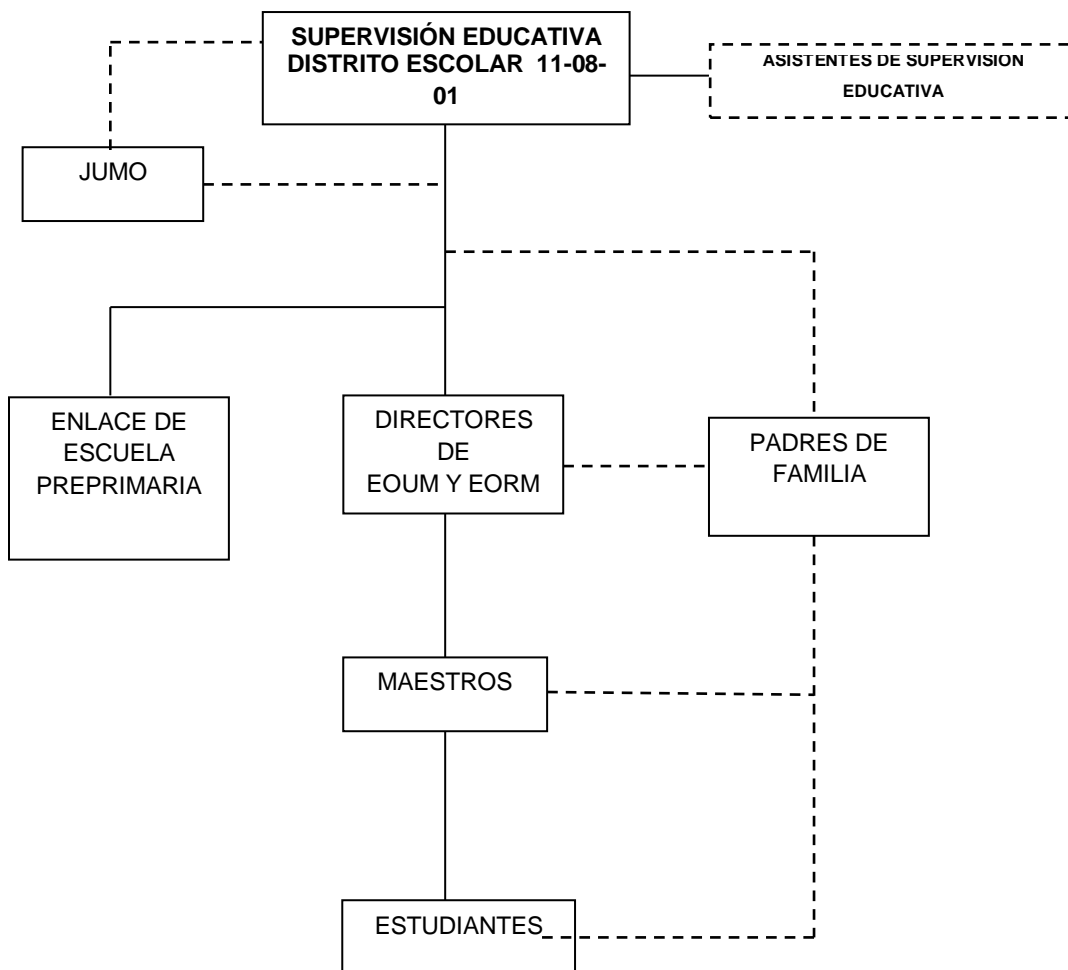 SUPERVISIÓN EDUCATIVA
DISTRITO ESCOLAR 11-08-
01
ASISTENTES DE SUPERVISIÓN
EDUCATIVA
JUMO
ENLACE DE
ESCUELA
PREPRIMARIA
DIRECTORES
DE
EOUM Y EORM
PADRES DE
FAMILIA
MAESTROS
ESTUDIANTES